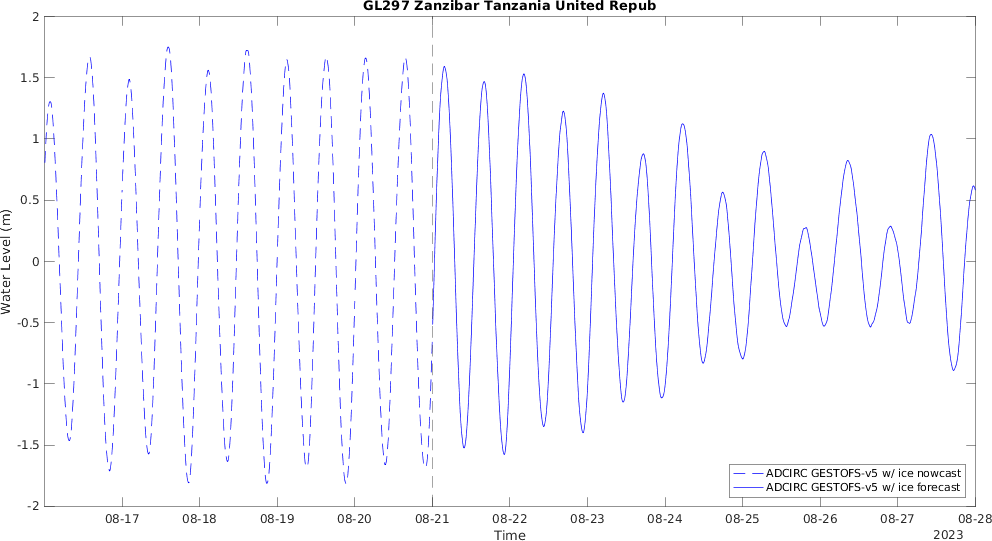 GL297 Zanzibar Tanzania United Repub
2
1.5
1
0.5
0
-0.5
-1
-1.5
-2
Water Level (m)
ADCIRC GESTOFS-v5 w/ ice nowcast
ADCIRC GESTOFS-v5 w/ ice forecast
08-17 08-18 08-19 08-20 08-21 08-22 08-23 08-24 08-25 08-26 08-27 08-28
Time
2023